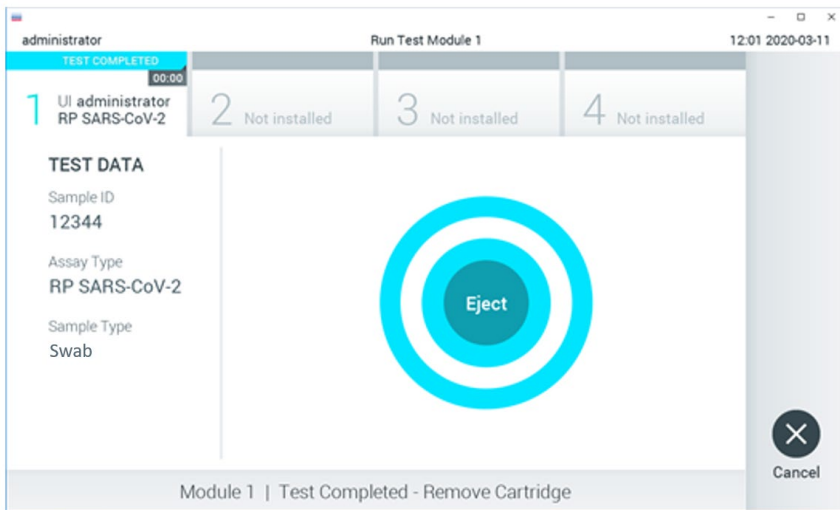 administrator
Run Test Module 1
12:01 2020-03-11
TEST COMPLETED
00:00
1 UI administrator
RP SARS-CoV-2
2 Not installed
3 Not installed
4 Not installed
TEST DATA
Sample ID
12344
Assay Type
RP SARS-CoV-2
Sample Type
Swab
Eject
Cancel
Module 1 | Test Completed - Remove Cartridge